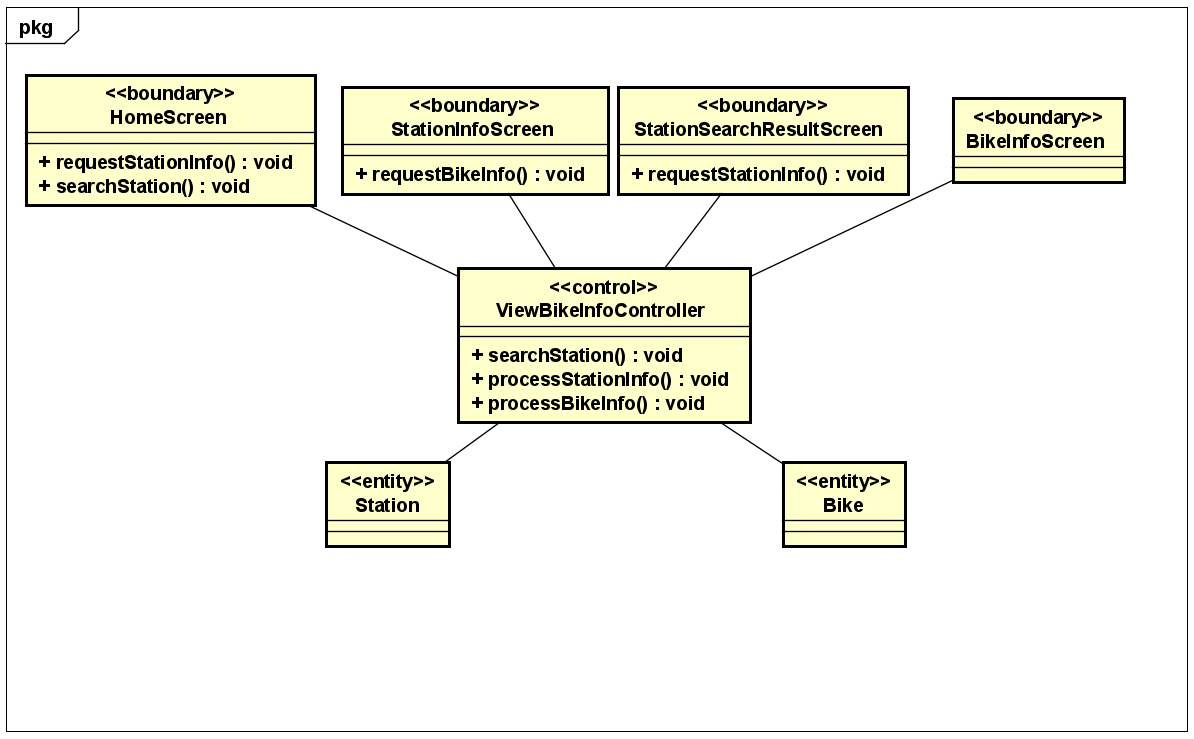 pkg
<<boundary>>
HomeScreen
+ requestStationInfo() : void
+ searchStation() : void
<<boundary>>
StationInfoScreen
+ requestBikeInfo() : void
<<boundary>>
StationSearchResultScreen
+ requestStationInfo() : void
<<boundary>>
BikeInfoScreen
<<control>>
ViewBikeInfoController
+ searchStation() : void
+ processStationInfo() : void
+ processBikeInfo() : void
<<entity>>
Station
<<entity>>
Bike